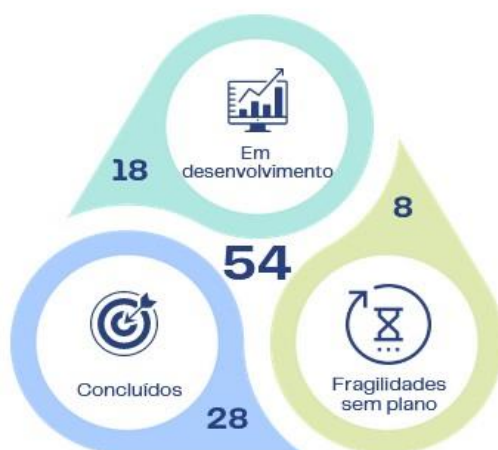 Em
desenvolvimento
18
8
54
Concluídos
Fragilidades
sem plano
28